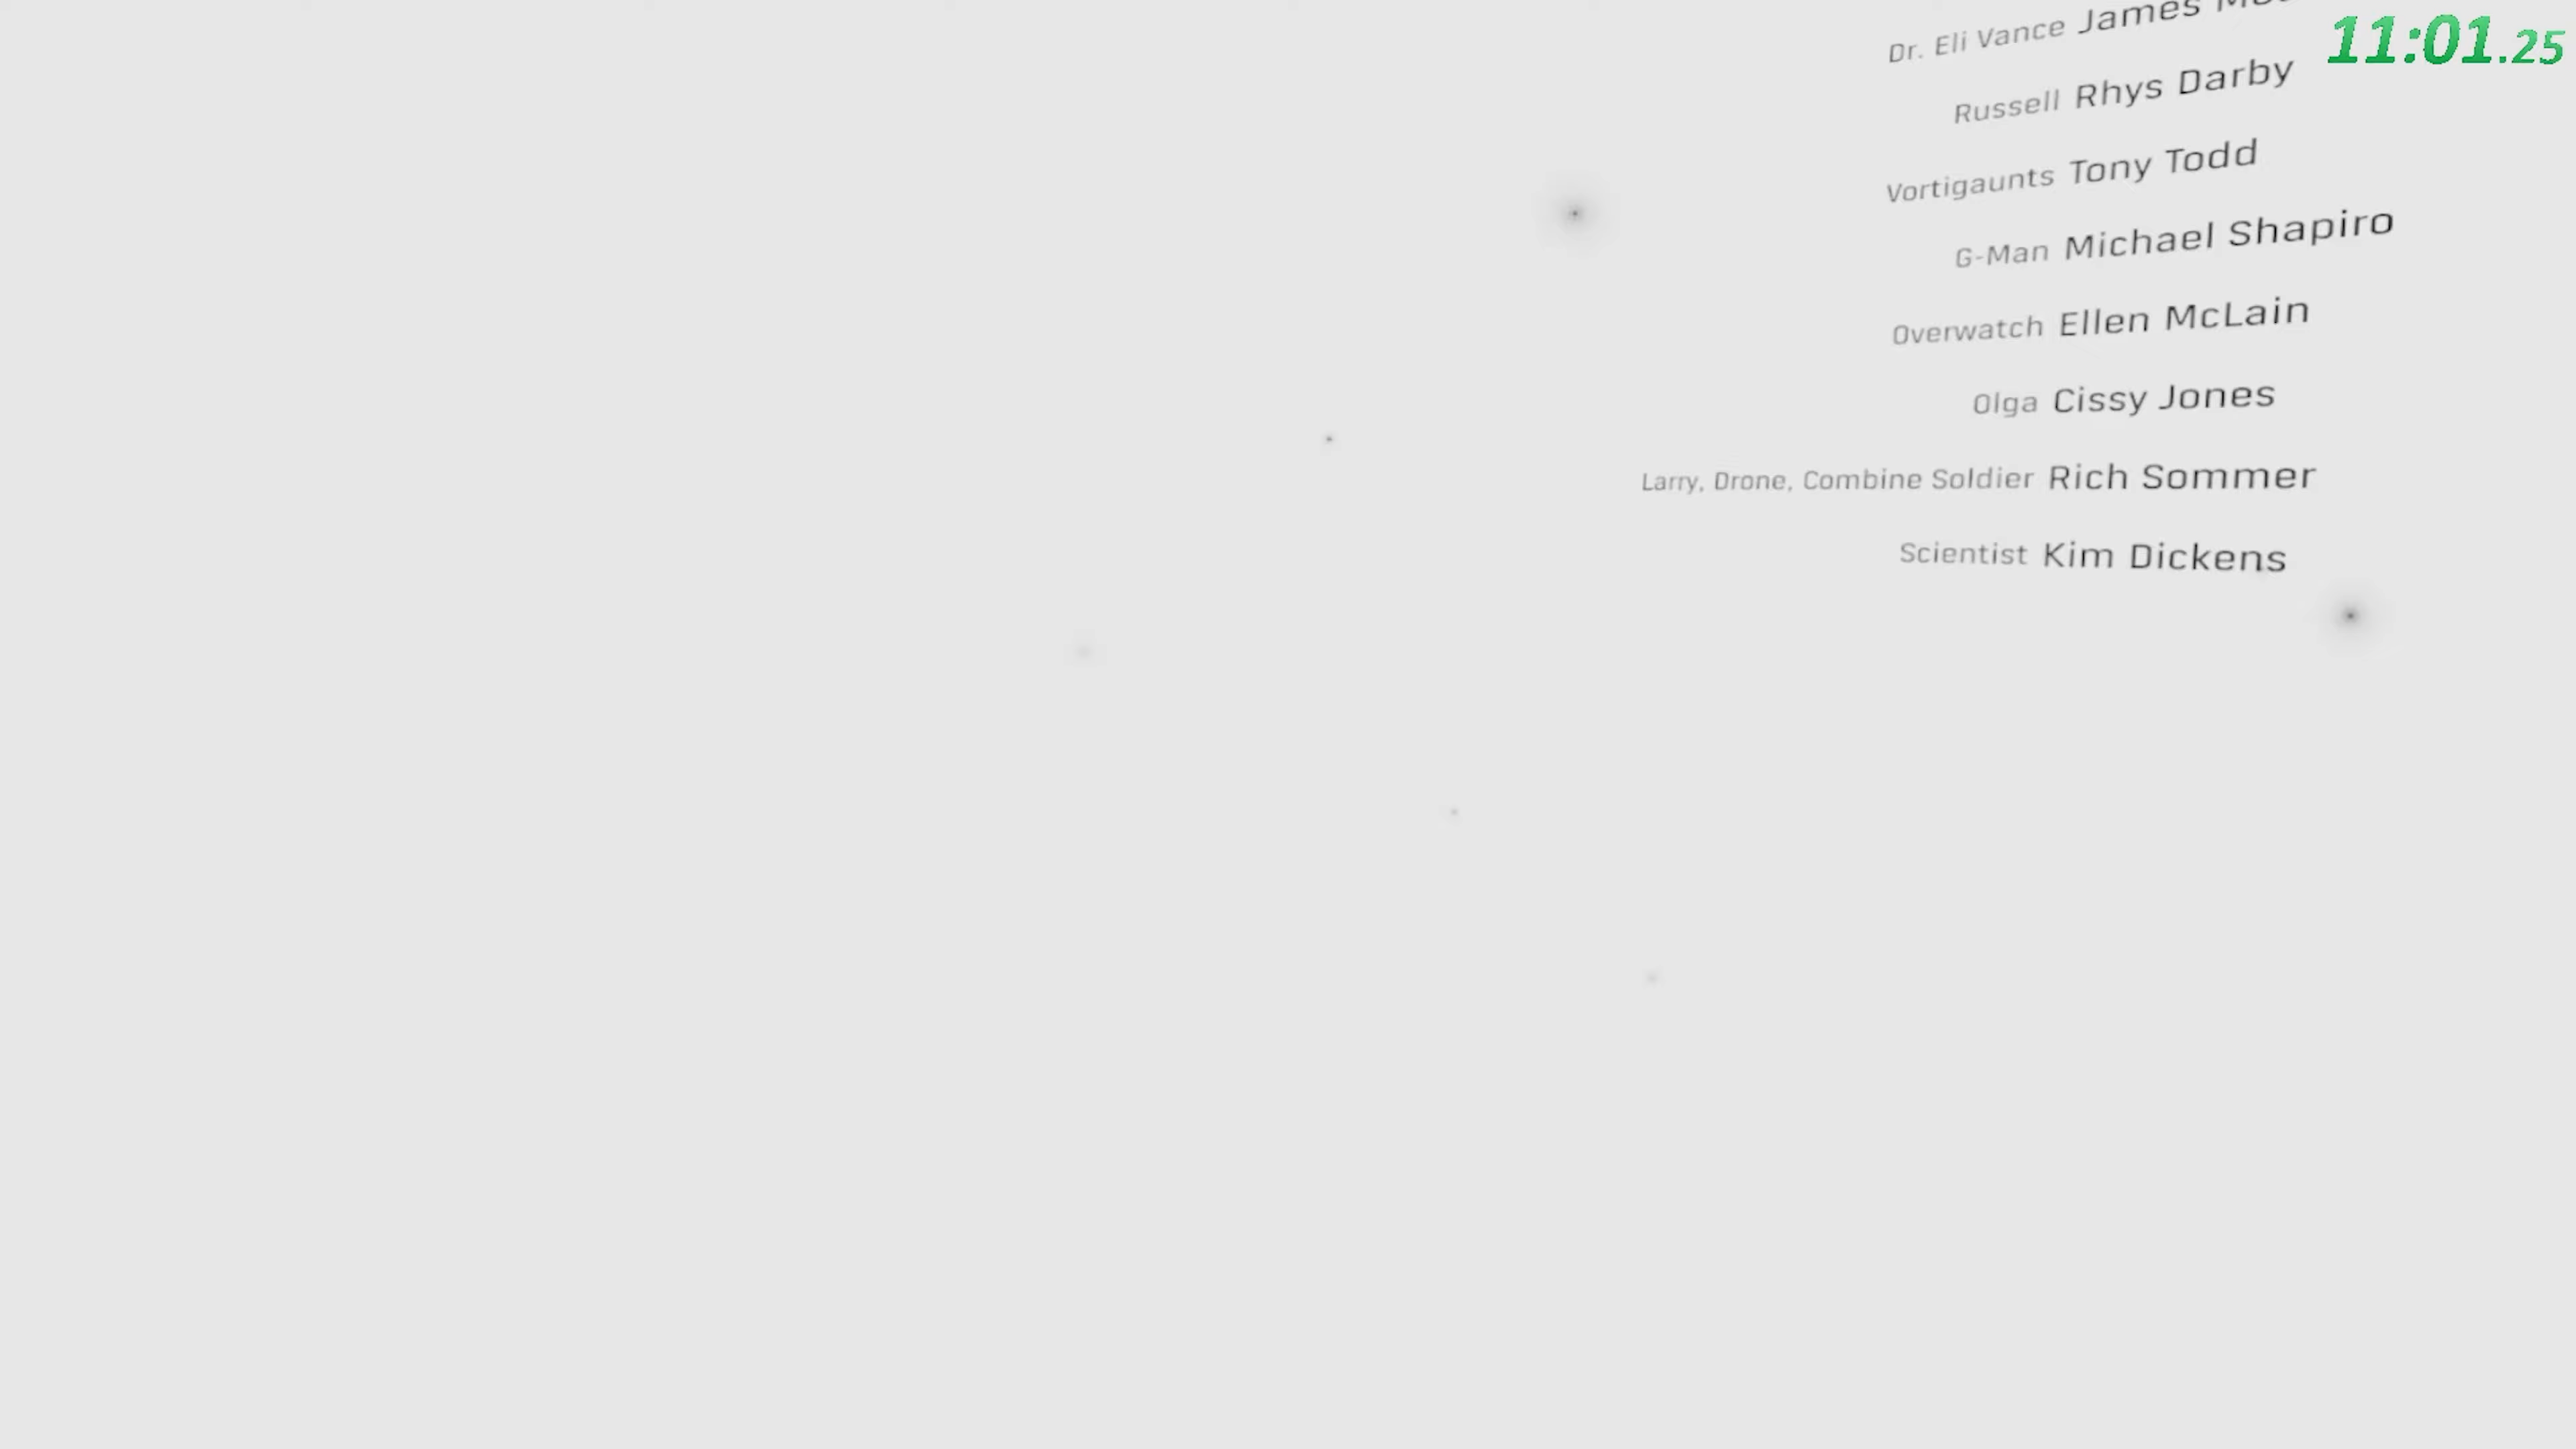 Dr. Eli Vance James
11:01.25
Russell Rhys Darby
Vortigaunts Tony Todd
G-Man Michael Shapiro
Overwatch Ellen McLain
Olga Cissy Jones
Larry, Drone, Combine Soldier Rich Sommer
Scientist Kim Dickens